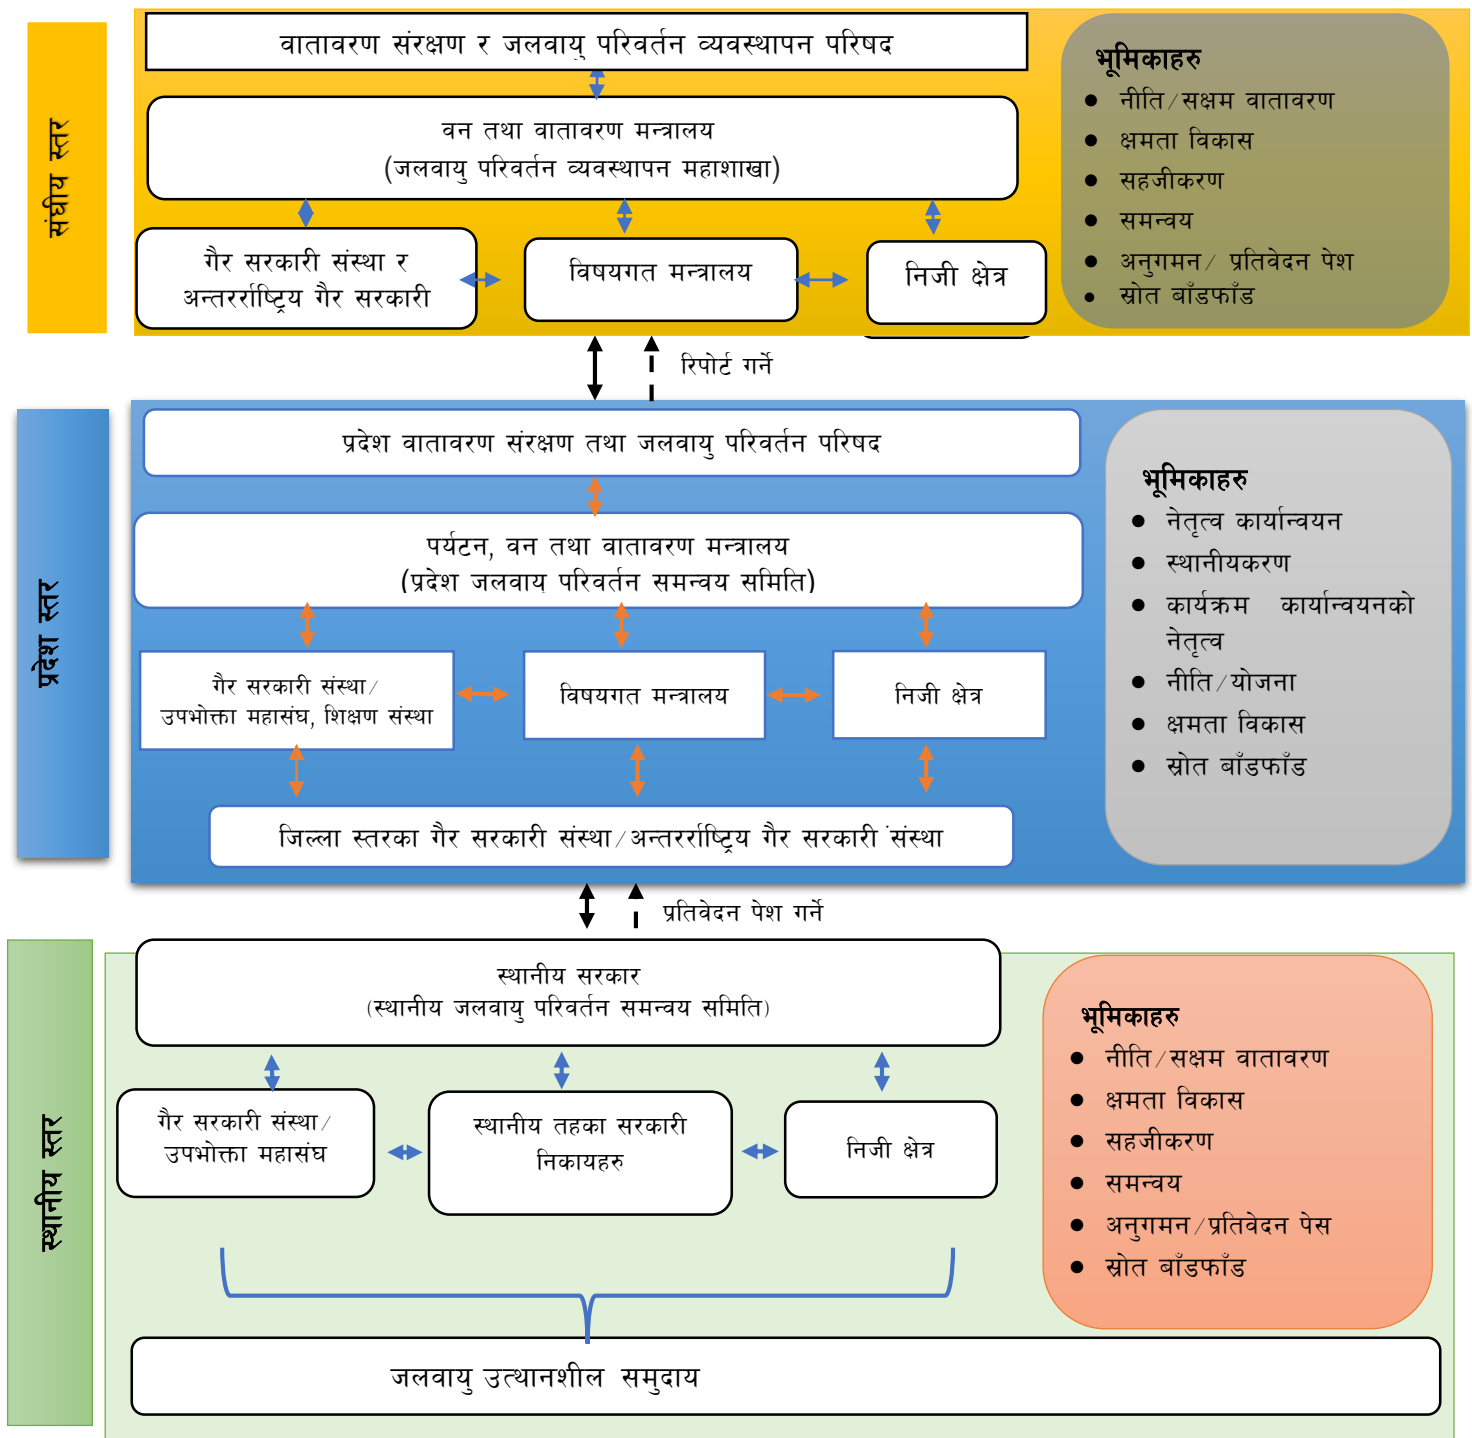 संघीय स्तर
वातावरण संरक्षण र जलवायु परिवर्तन व्यवस्थापन परिषद
वन तथा वातावरण मन्त्रालय
(जलवायु परिवर्तन व्यवस्थापन महाशाखा)
गैर सरकारी संस्था र
अन्तरर्राष्ट्रिय गैर सरकारी
विषयगत मन्त्रालय
निजी क्षेत्र
भूमिकाहरु
● नीति/सक्षम वातावरण
● क्षमता विकास
● सहजीकरण
● समन्वय
● अनुगमन/ प्रतिवेदन पेश
● स्रोत बाँडफाँड
रिपोर्ट गर्ने
प्रदेश स्तर
प्रदेश वातावरण संरक्षण तथा जलवायु परिवर्तन परिषद
पर्यटन, वन तथा वातावरण मन्त्रालय
(प्रदेश जलवायु परिवर्तन समन्वय समिति)
गैर सरकारी संस्था/
उपभोक्ता महासंघ, शिक्षण संस्था
विषयगत मन्त्रालय
निजी क्षेत्र
जिल्ला स्तरका गैर सरकारी संस्था/अन्तरर्राष्ट्रिय गैर सरकारी संस्था
भूमिकाहरु
● नेतृत्व कार्यान्वयन
● स्थानीयकरण
● कार्यक्रम कार्यान्वयनको
नेतृत्व
● नीति/योजना
● क्षमता विकास
● स्रोत बाँडफाँड
प्रतिवेदन पेश गर्ने
स्थानीय स्तर
स्थानीय सरकार
(स्थानीय जलवायु परिवर्तन समन्वय समिति)
गैर सरकारी संस्था/
उपभोक्ता महासंघ
स्थानीय तहका सरकारी
निकायहरु
निजी क्षेत्र
भूमिकाहरु
● नीति/सक्षम वातावरण
● क्षमता विकास
● सहजीकरण
● समन्वय
● अनुगमन/प्रतिवेदन पेस
● स्रोत बाँडफाँड
जलवायु उत्थानशील समुदाय